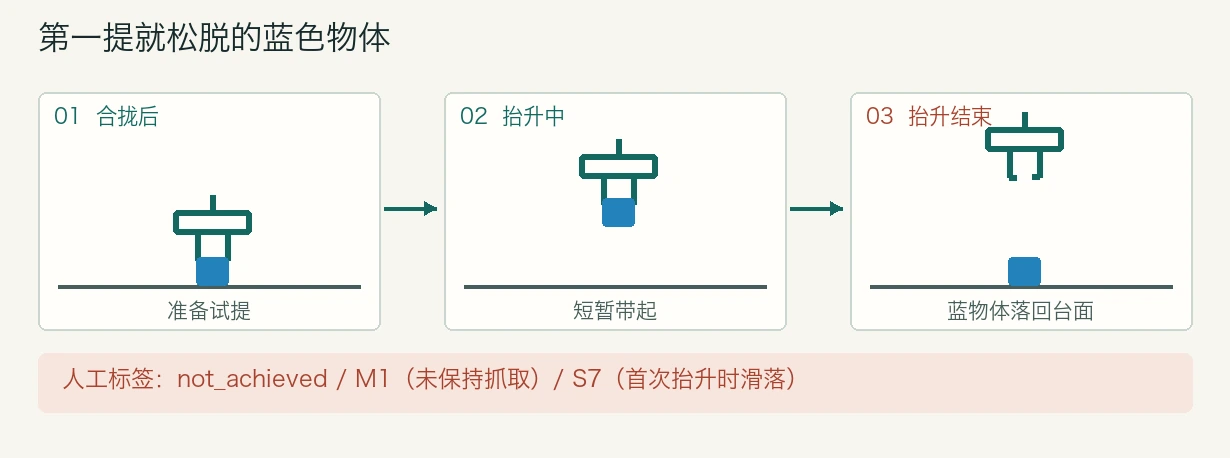 第一提就松脱的蓝色物体
01 合拢后
准备试提
02 抬升中
短暂带起
03 抬升结束
蓝物体落回台面
人工标签：not_achieved / M1（未保持抓取）/ S7（首次抬升时滑落）